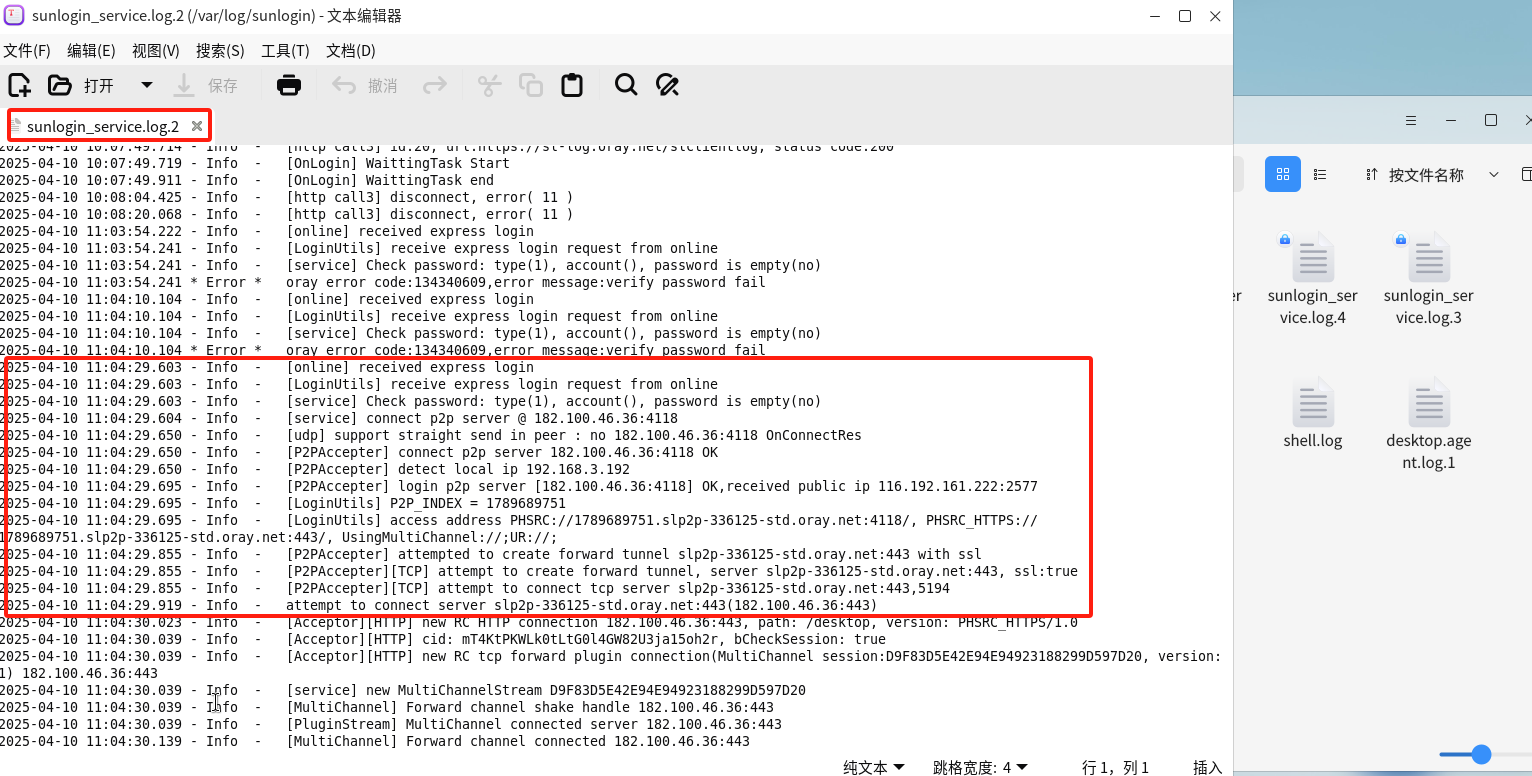 sunlogin_service.log.2 (/var/log/sunlogin) - 文本编辑器
文件(F) 编辑(E) 视图(V) 搜索(S) 工具(T) 文档(D)
打开 保存 撤消
sunlogin_service.log.2
2025-04-10 10:07:49.714 - Info - [http call3] id:20, url:https://sl-log.oray.net/slclientlog, status code:200
2025-04-10 10:07:49.719 - Info - [OnLogin] WaittingTask Start
2025-04-10 10:07:49.911 - Info - [OnLogin] WaittingTask end
2025-04-10 10:08:04.425 - Info - [http call3] disconnect, error( 11 )
2025-04-10 10:08:20.068 - Info - [http call3] disconnect, error( 11 )
2025-04-10 11:03:54.222 - Info - [online] received express login
2025-04-10 11:03:54.241 - Info - [LoginUtils] receive express login request from online
2025-04-10 11:03:54.241 - Info - [service] Check password: type(1), account(), password is empty(no)
2025-04-10 11:03:54.241 * Error * oray error code:134340609,error message:verify password fail
2025-04-10 11:04:10.104 - Info - [online] received express login
2025-04-10 11:04:10.104 - Info - [LoginUtils] receive express login request from online
2025-04-10 11:04:10.104 - Info - [service] Check password: type(1), account(), password is empty(no)
2025-04-10 11:04:10.104 * Error * oray error code:134340609,error message:verify password fail
2025-04-10 11:04:29.603 - Info - [online] received express login
2025-04-10 11:04:29.603 - Info - [LoginUtils] receive express login request from online
2025-04-10 11:04:29.603 - Info - [service] Check password: type(1), account(), password is empty(no)
2025-04-10 11:04:29.604 - Info - [service] connect p2p server @ 182.100.46.36:4118
2025-04-10 11:04:29.650 - Info - [udp] support straight send in peer : no 182.100.46.36:4118 OnConnectRes
2025-04-10 11:04:29.650 - Info - [P2PAccepter] connect p2p server 182.100.46.36:4118 OK
2025-04-10 11:04:29.650 - Info - [P2PAccepter] detect local ip 192.168.3.192
2025-04-10 11:04:29.695 - Info - [P2PAccepter] login p2p server [182.100.46.36:4118] OK,received public ip 116.192.161.222:2577
2025-04-10 11:04:29.695 - Info - [LoginUtils] P2P_INDEX = 1789689751
2025-04-10 11:04:29.695 - Info - [LoginUtils] access address PHSRC://1789689751.slp2p-336125-std.oray.net:4118/, PHSRC_HTTPS://
1789689751.slp2p-336125-std.oray.net:443/, UsingMultiChannel://;UR://;
2025-04-10 11:04:29.855 - Info - [P2PAccepter] attempted to create forward tunnel slp2p-336125-std.oray.net:443 with ssl
2025-04-10 11:04:29.855 - Info - [P2PAccepter][TCP] attempt to create forward tunnel, server slp2p-336125-std.oray.net:443, ssl:true
2025-04-10 11:04:29.855 - Info - [P2PAccepter][TCP] attempt to connect tcp server slp2p-336125-std.oray.net:443,5194
2025-04-10 11:04:29.919 - Info - attempt to connect server slp2p-336125-std.oray.net:443(182.100.46.36:443)
2025-04-10 11:04:30.023 - Info - [Acceptor][HTTP] new RC HTTP connection 182.100.46.36:443, path: /desktop, version: PHSRC_HTTPS/1.0
2025-04-10 11:04:30.039 - Info - [Acceptor][HTTP] cid: mT4KtPKWLk0tLtG0l4GW82U3ja15oh2r, bCheckSession: true
2025-04-10 11:04:30.039 - Info - [Acceptor][HTTP] new RC tcp forward plugin connection(MultiChannel session:D9F83D5E42E94E94923188299D597D20, version:
1) 182.100.46.36:443
2025-04-10 11:04:30.039 - Info - [service] new MultiChannelStream D9F83D5E42E94E94923188299D597D20
2025-04-10 11:04:30.039 - Info - [MultiChannel] Forward channel shake handle 182.100.46.36:443
2025-04-10 11:04:30.039 - Info - [PluginStream] MultiChannel connected server 182.100.46.36:443
2025-04-10 11:04:30.139 - Info - [MultiChannel] Forward channel connected 182.100.46.36:443
纯文本 跳格宽度: 4 行 1，列 1 插入
按文件名称
er
sunlogin_ser
vice.log.4
sunlogin_ser
vice.log.3
shell.log
desktop.age
nt.log.1